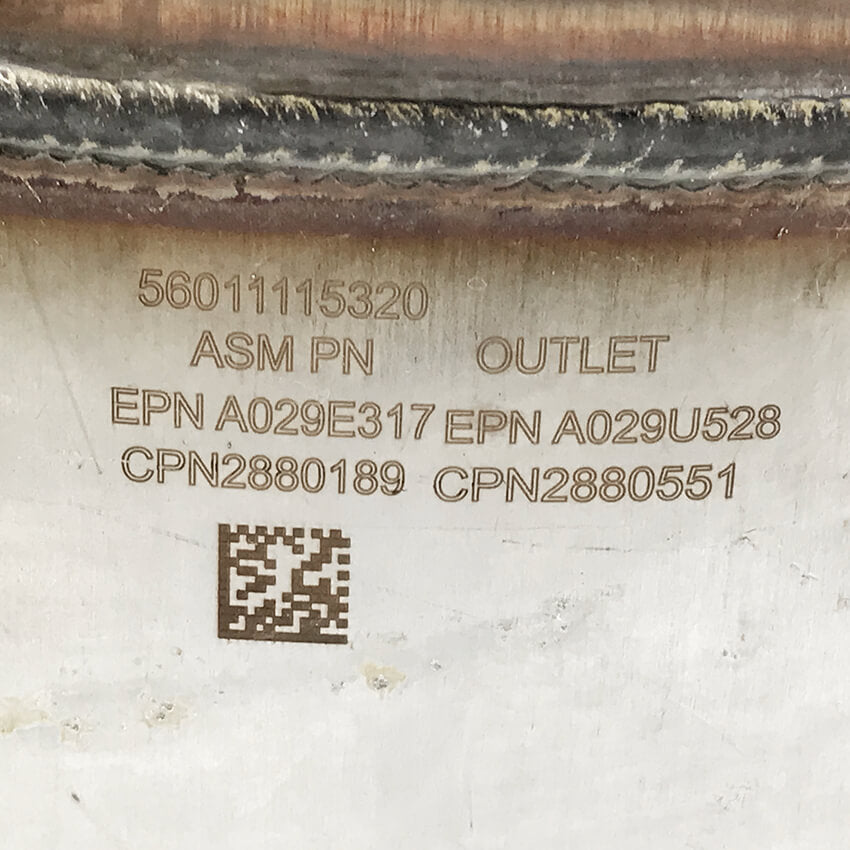 56011115320
ASM PN OUTLET
EPN A029E317 EPN A029U528
CPN2880189 CPN2880551